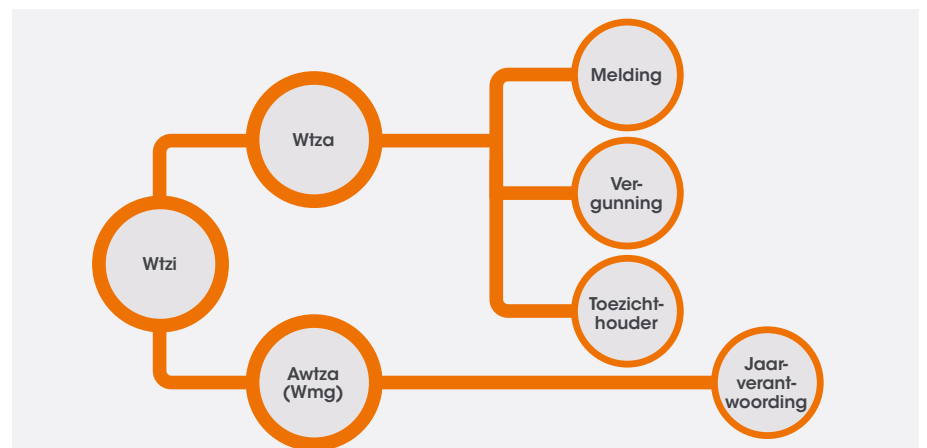 Melding
Wtza
Ver-
gunning
Wtzi
Toezicht-
houder
Awtza
(Wmg)
Jaar-
verant-
woording